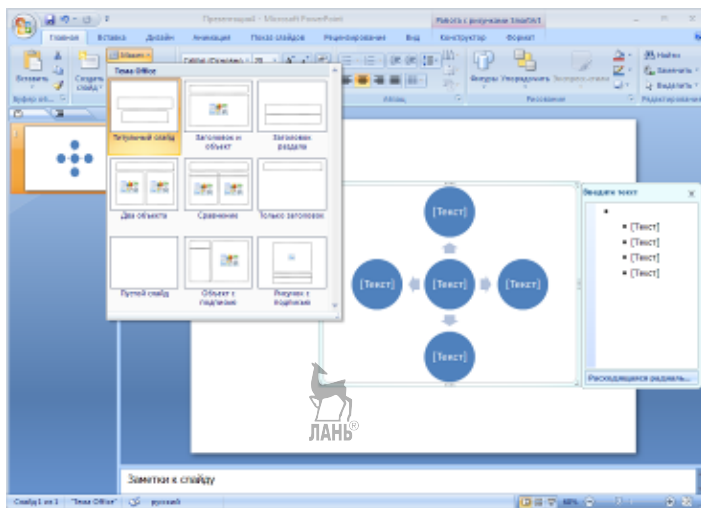 Презентация1 - Microsoft PowerPoint
Работа с рисунками SmartArt
Главная Вставка Дизайн Анимация Показ слайдов Рецензирование Вид Конструктор Формат
Вставить
Создать слайд
Макет
Фигуры Упорядочить Экспресс-стили
Найти
Заменить
Выделить
Абзац Рисование Редактирование
Тема Office
Титульный слайд
Заголовок и объект
Заголовок раздела
Два объекта
Сравнение
Только заголовок
Пустой слайд
Объект с подписью
Рисунок с подписью
[Текст]
[Текст] [Текст] [Текст]
[Текст]
Введите текст
[Текст]
[Текст]
[Текст]
[Текст]
Расходящаяся радиаль...
ЛАНЬ®
Заметки к слайду
Слайд 1 из 1 "Тема Office" русский